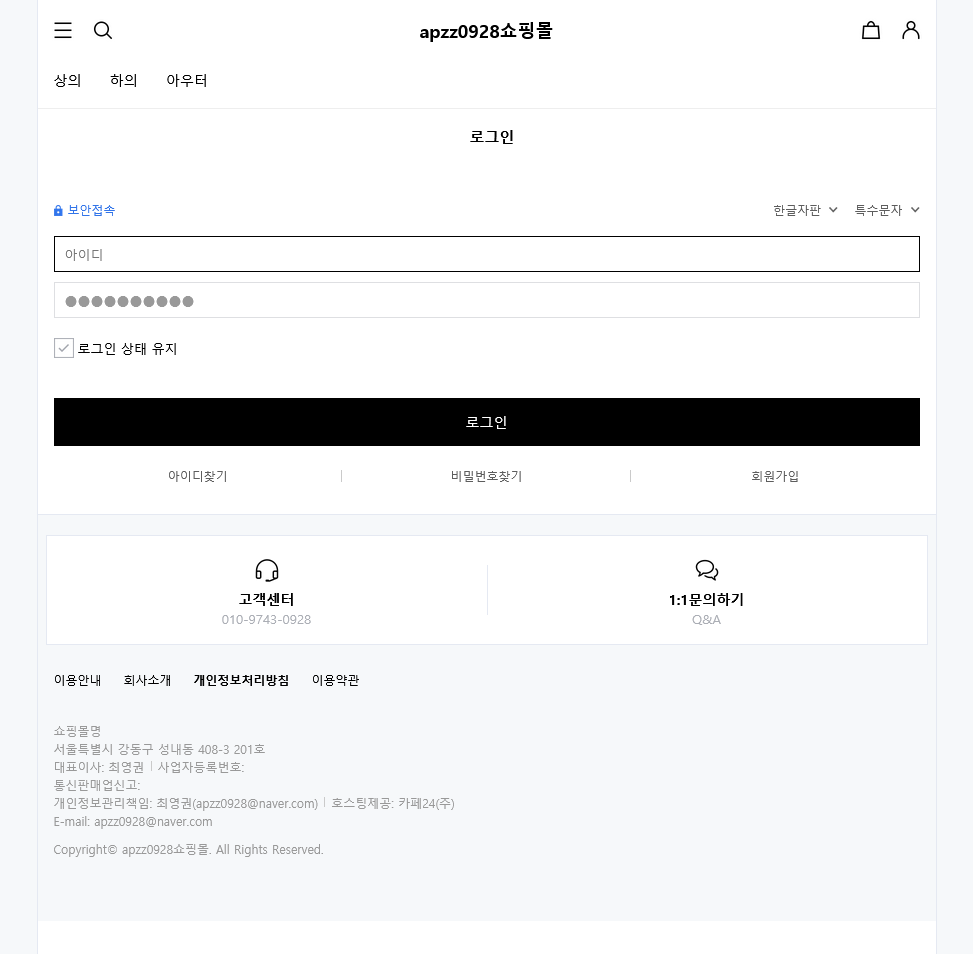 apzz0928쇼핑몰
상의 하의 아우터
로그인
보안접속 한글자판 특수문자
아이디
●●●●●●●●●●
로그인 상태 유지
로그인
아이디찾기 비밀번호찾기 회원가입
고객센터 1:1문의하기
010-9743-0928 Q&A
이용안내 회사소개 개인정보처리방침 이용약관
쇼핑몰명
서울특별시 강동구 성내동 408-3 201호
대표이사: 최영권 사업자등록번호:
통신판매업신고:
개인정보관리책임: 최영권(apzz0928@naver.com) 호스팅제공: 카페24(주)
E-mail: apzz0928@naver.com
Copyright© apzz0928쇼핑몰. All Rights Reserved.